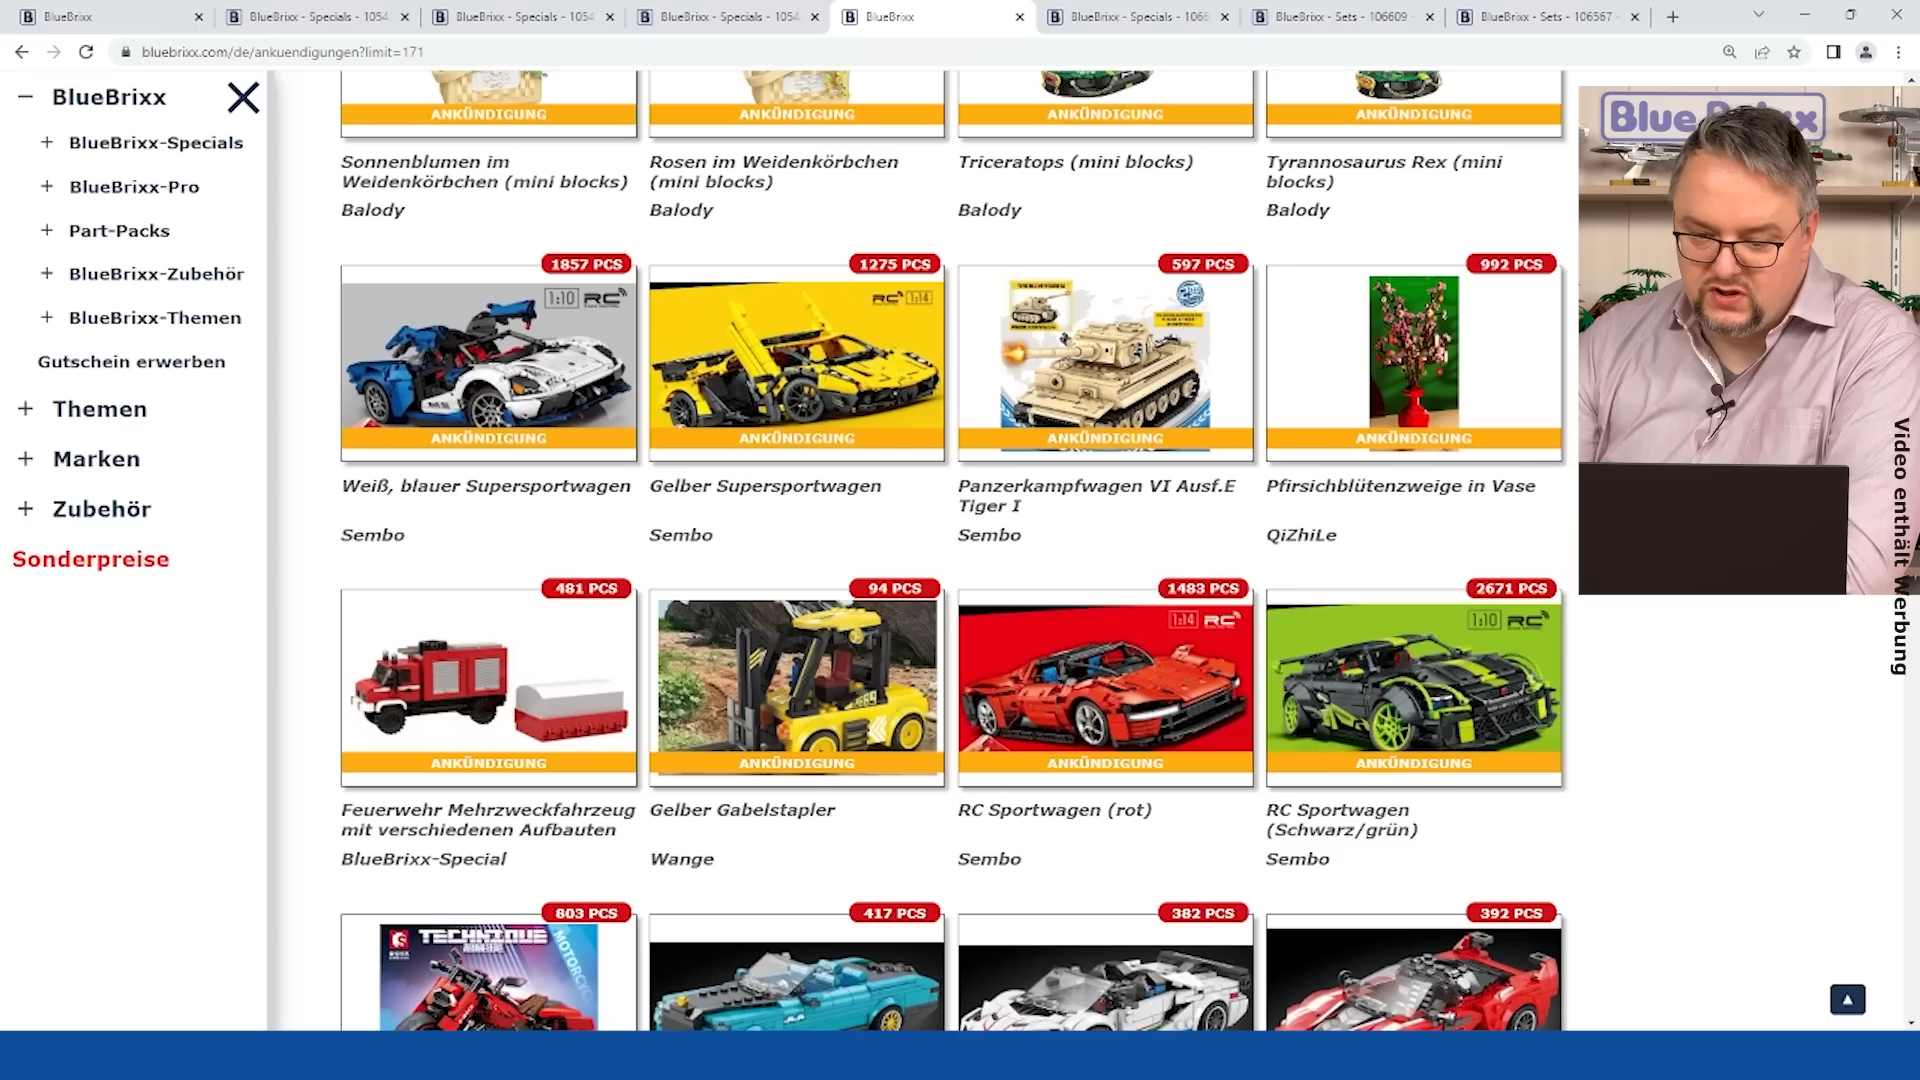 BlueBrixx
BlueBrixx - Specials - 1054
BlueBrixx - Specials - 1054
BlueBrixx - Specials - 1054
BlueBrixx
BlueBrixx - Specials - 1066
BlueBrixx - Sets - 106609 -
BlueBrixx - Sets - 106567 -
bluebrixx.com/de/ankuendigungen?limit=171
BlueBrixx
BlueBrixx-Specials
BlueBrixx-Pro
Part-Packs
BlueBrixx-Zubehör
BlueBrixx-Themen
Gutschein erwerben
Themen
Marken
Zubehör
Sonderpreise
ANKÜNDIGUNG
ANKÜNDIGUNG
ANKÜNDIGUNG
ANKÜNDIGUNG
Sonnenblumen im
Weidenkörbchen (mini blocks)
Balody
Rosen im Weidenkörbchen
(mini blocks)
Balody
Triceratops (mini blocks)
Balody
Tyrannosaurus Rex (mini
blocks)
Balody
1857 PCS
1:10 RC
ANKÜNDIGUNG
Weiß, blauer Supersportwagen
Sembo
1275 PCS
RC 1:14
ANKÜNDIGUNG
Gelber Supersportwagen
Sembo
597 PCS
ANKÜNDIGUNG
Panzerkampfwagen VI Ausf.E
Tiger I
Sembo
992 PCS
ANKÜNDIGUNG
Pfirsichblütenzweige in Vase
QiZhiLe
481 PCS
ANKÜNDIGUNG
Feuerwehr Mehrzweckfahrzeug
mit verschiedenen Aufbauten
BlueBrixx-Special
94 PCS
ANKÜNDIGUNG
Gelber Gabelstapler
Wange
1483 PCS
1:14 RC
ANKÜNDIGUNG
RC Sportwagen (rot)
Sembo
2671 PCS
1:10 RC
ANKÜNDIGUNG
RC Sportwagen
(Schwarz/grün)
Sembo
803 PCS
TECHNIQUE
MOTORCYC
417 PCS
382 PCS
392 PCS
Video enthält Werbung